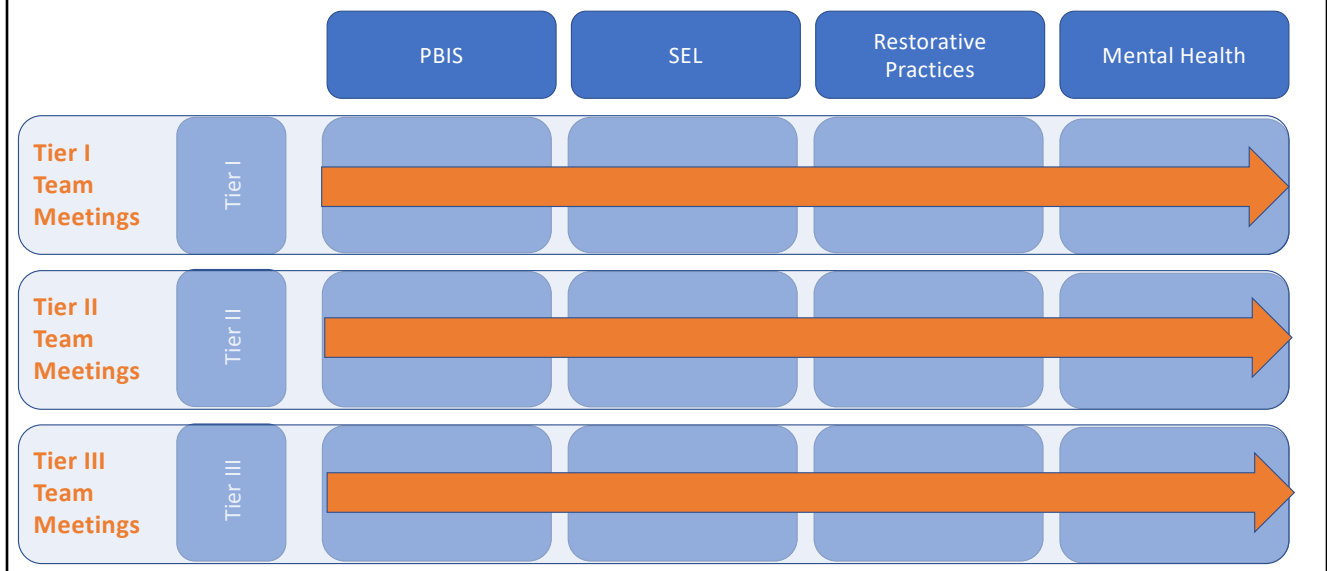 PBIS
SEL
Restorative
Practices
Mental Health
Tier I
Team
Meetings
Tier I
Tier II
Team
Meetings
Tier II
Tier III
Team
Meetings
Tier III